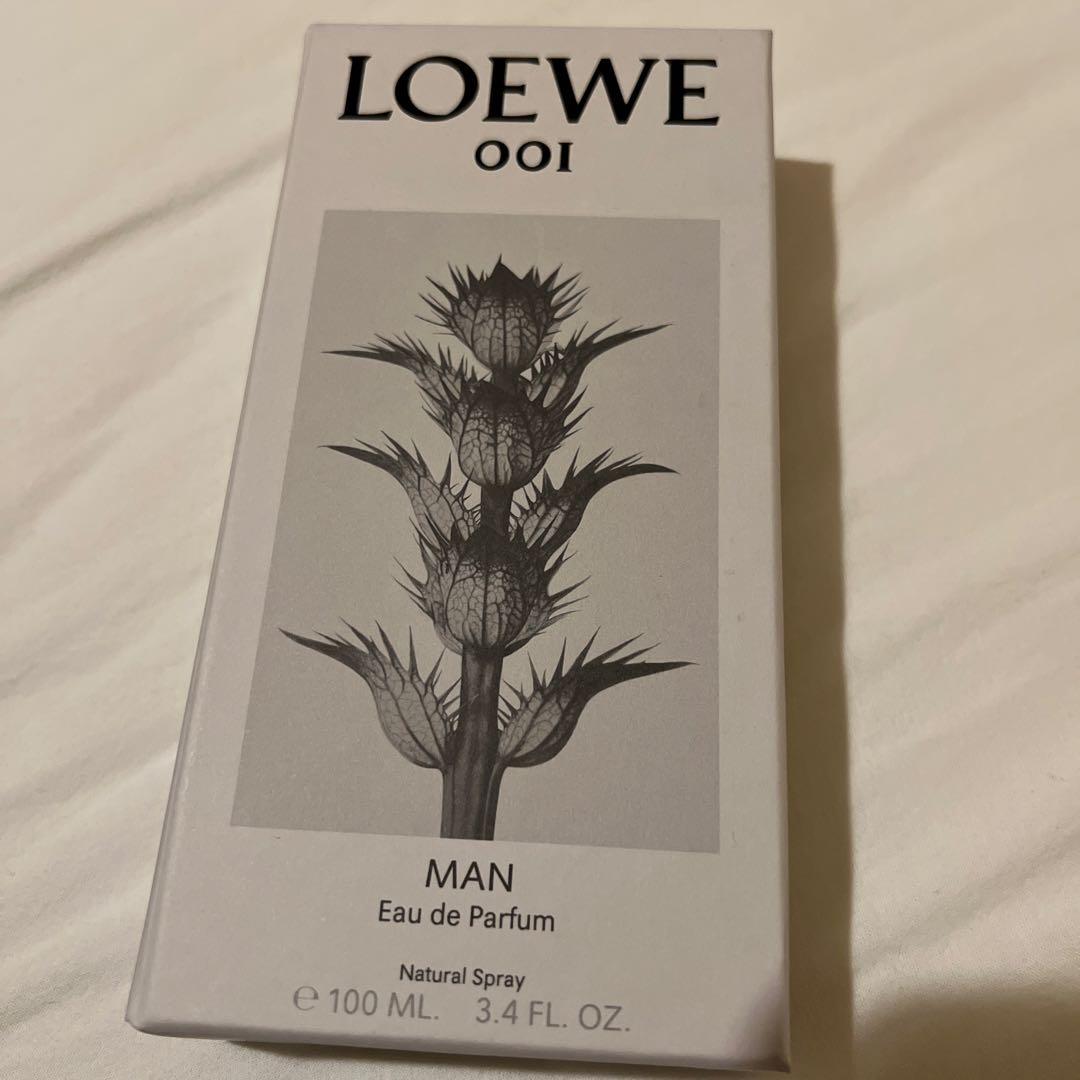 LOEWE
001
MAN
Eau de Parfum
Natural Spray
℮ 100 ML. 3.4 FL. OZ.